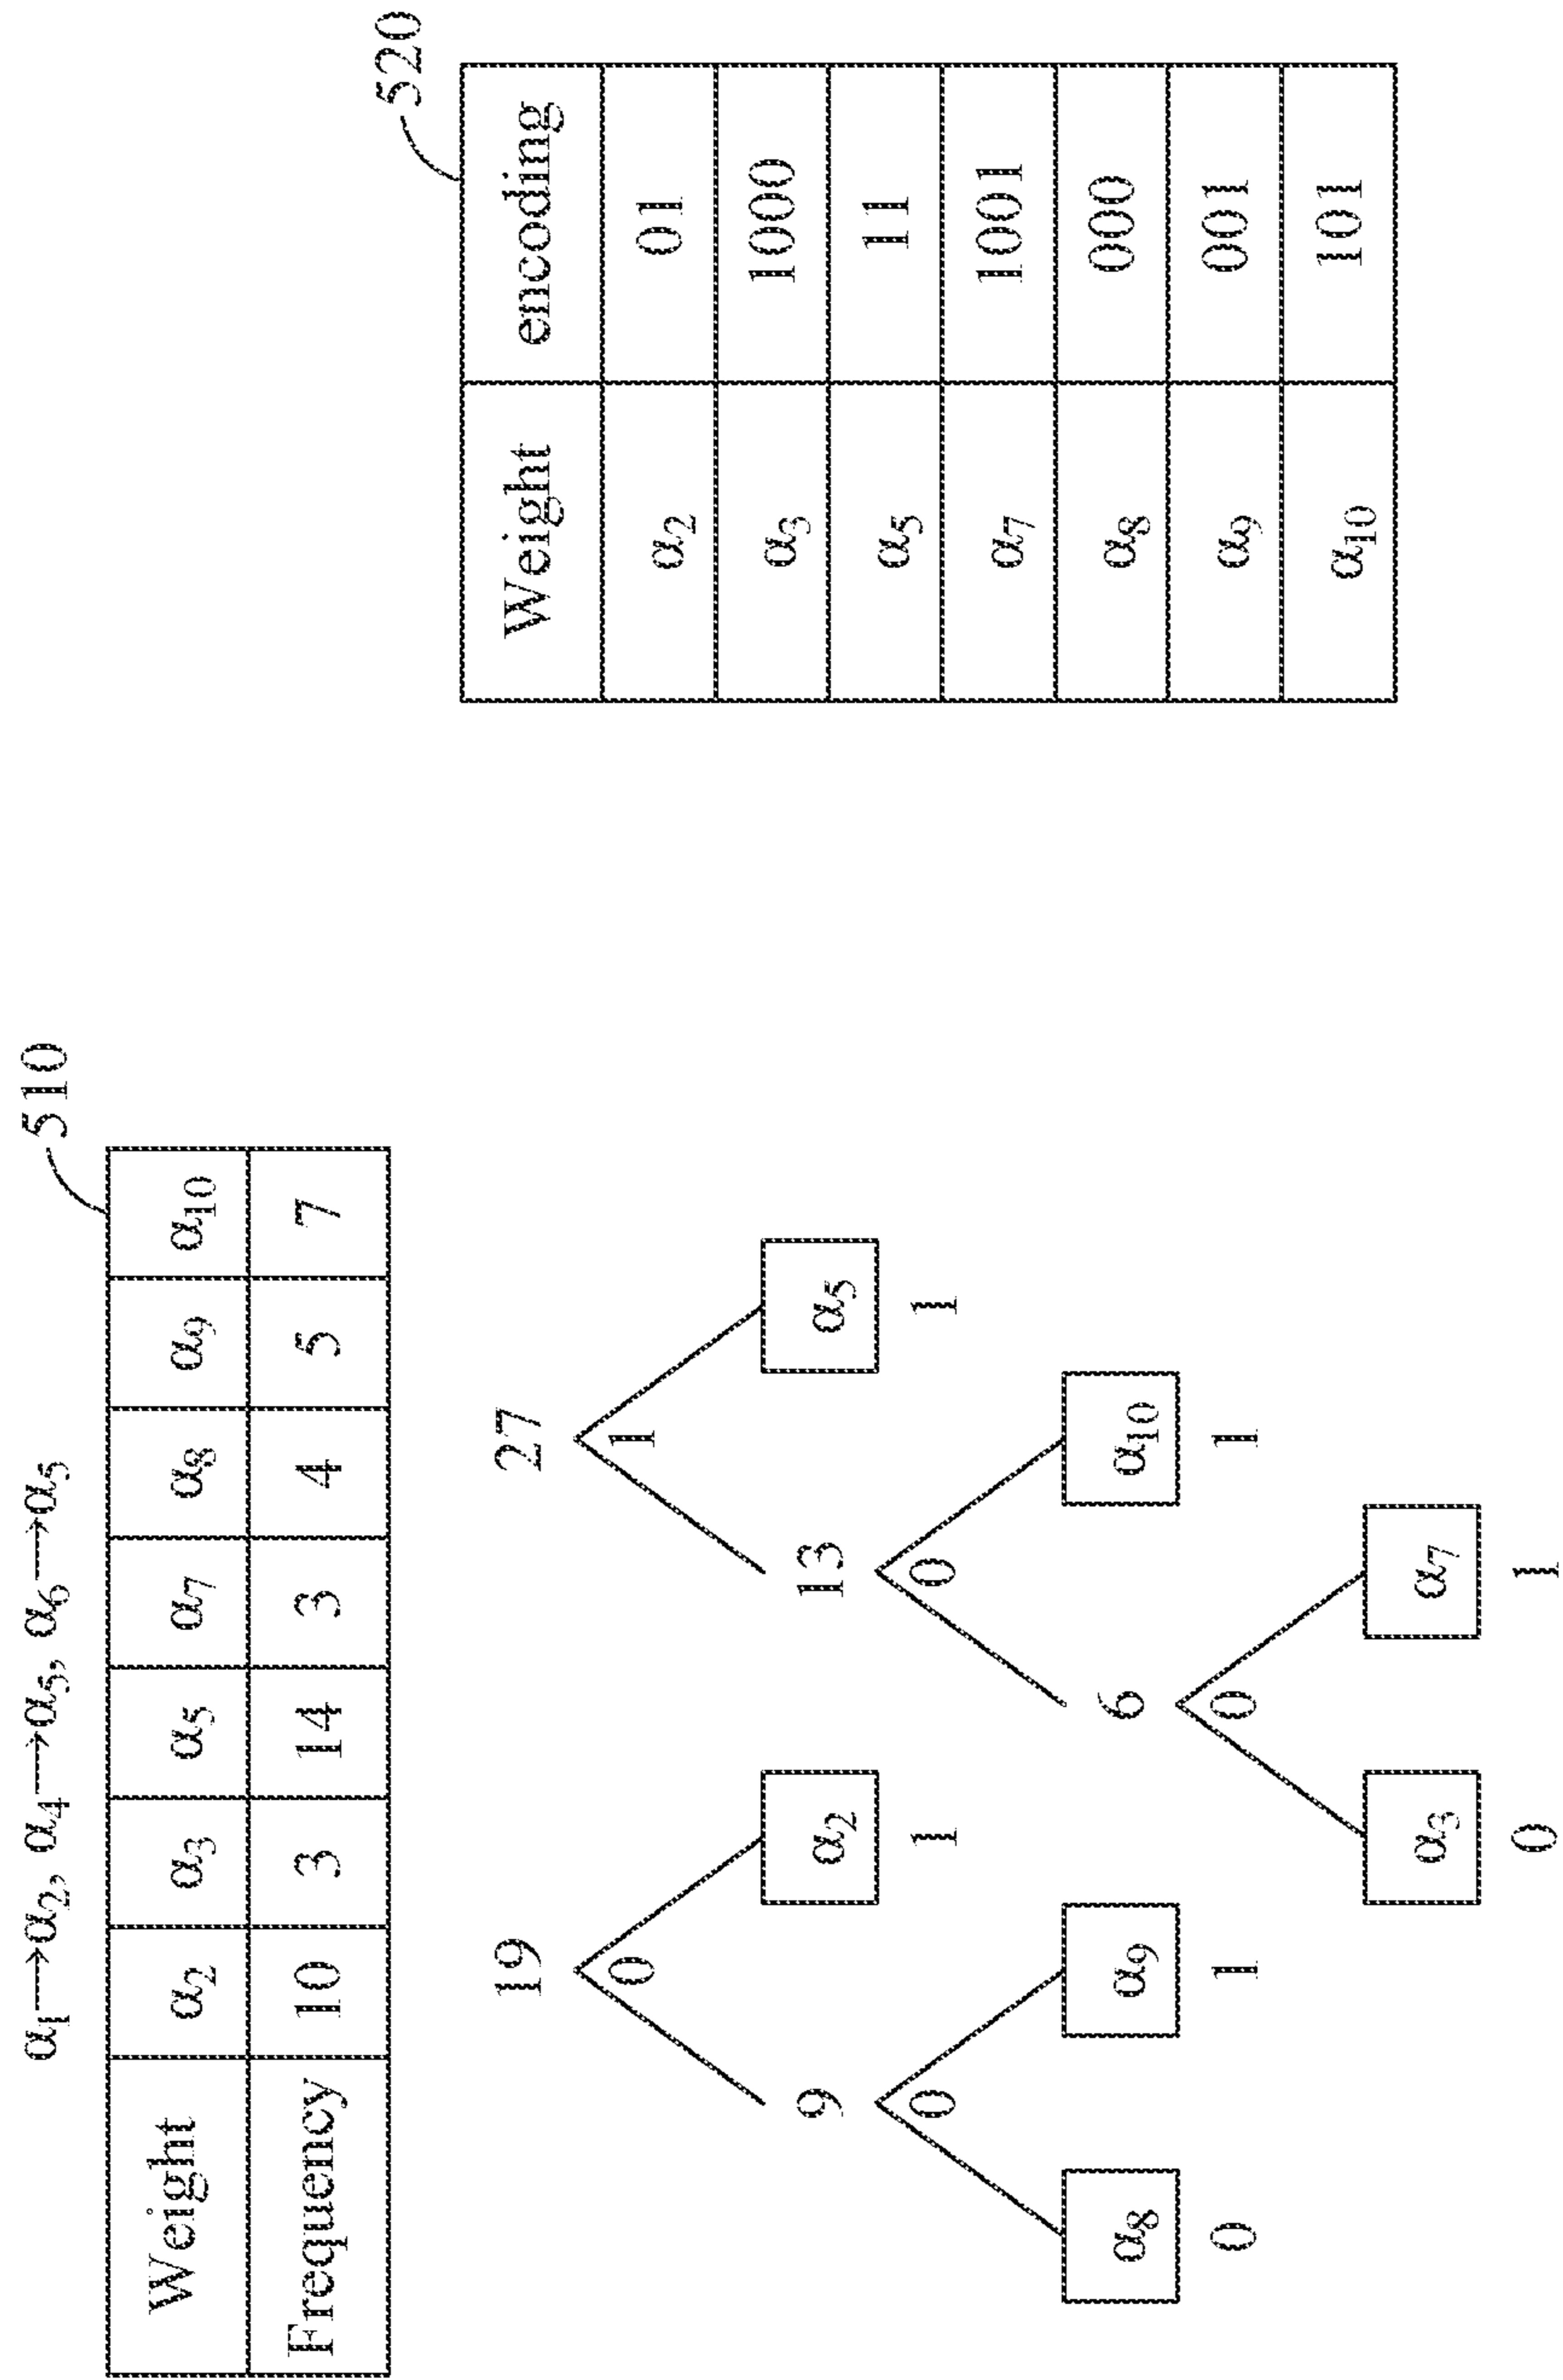 α₁→α₂, α₄→α₅, α₆→α₅
510
Weight α₂ α₃ α₅ α₇ α₈ α₉ α₁₀
Frequency 10 3 14 3 4 5 7
19 27
0 1
9 α₂ 13 α₅
0 1 0 1
α₈ α₉ 6 α₁₀
0 1 0 1
α₃ α₇
0 1
520
Weight encoding
α₂ 01
α₃ 1000
α₅ 11
α₇ 1001
α₈ 000
α₉ 001
α₁₀ 101